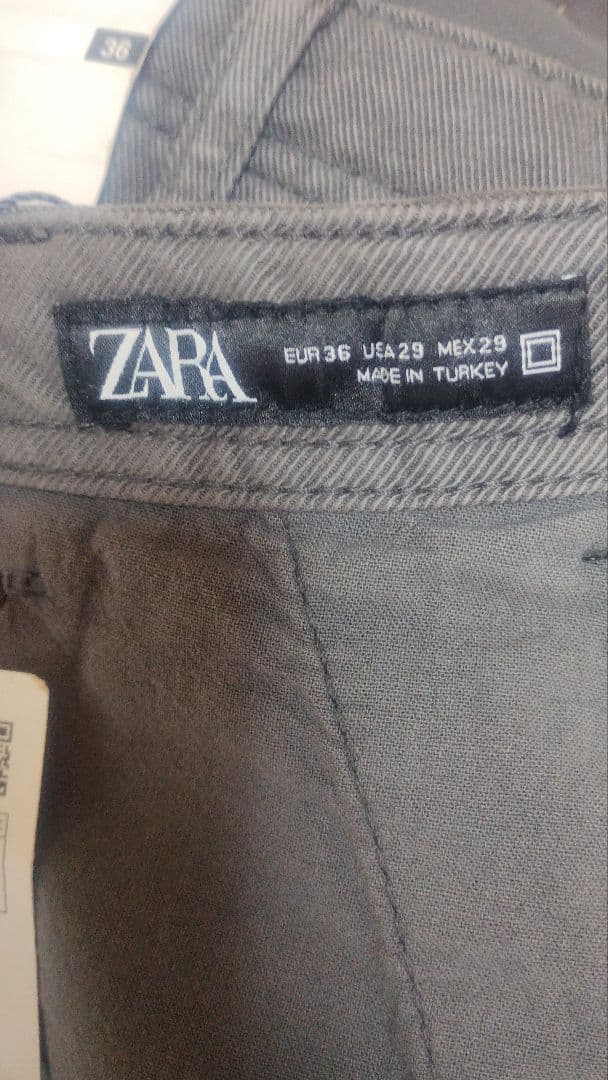 36
ZARA
EUR 36 USA 29 MEX 29
MADE IN TURKEY